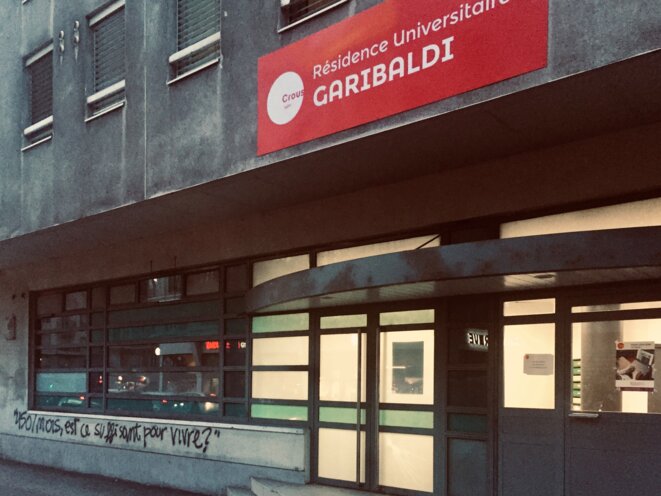 Résidence Universitaire
GARIBALDI
Crous
"450/mois, est ce suffisant pour vivre?"